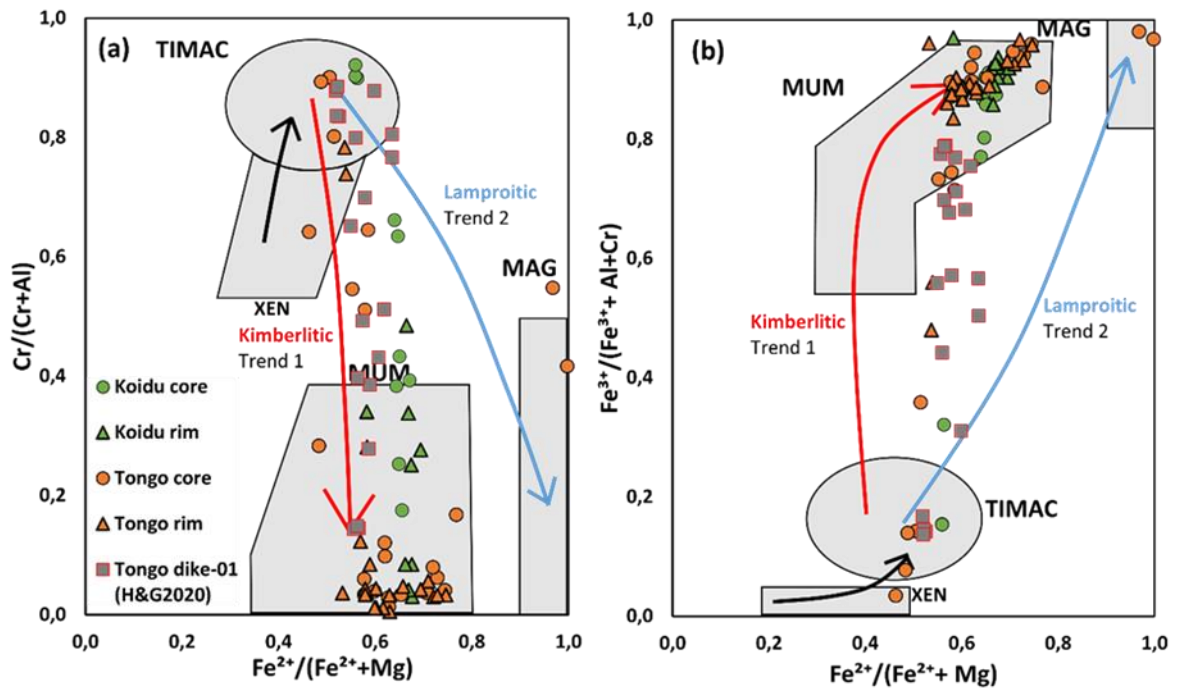 (a)
TIMAC
XEN
MAG
MUM
Kimberlitic
Trend 1
Lamproitic
Trend 2
Koidu core
Koidu rim
Tongo core
Tongo rim
Tongo dike-01
(H&G2020)
Cr/(Cr+Al)
1,0
0,8
0,6
0,4
0,2
0,0
0,0 0,2 0,4 0,6 0,8 1,0
Fe²⁺/(Fe²⁺+Mg)
(b)
MAG
MUM
Kimberlitic
Trend 1
Lamproitic
Trend 2
TIMAC
XEN
Fe³⁺/(Fe³⁺+ Al+Cr)
1,0
0,8
0,6
0,4
0,2
0,0
0,0 0,2 0,4 0,6 0,8 1,0
Fe²⁺/(Fe²⁺+ Mg)